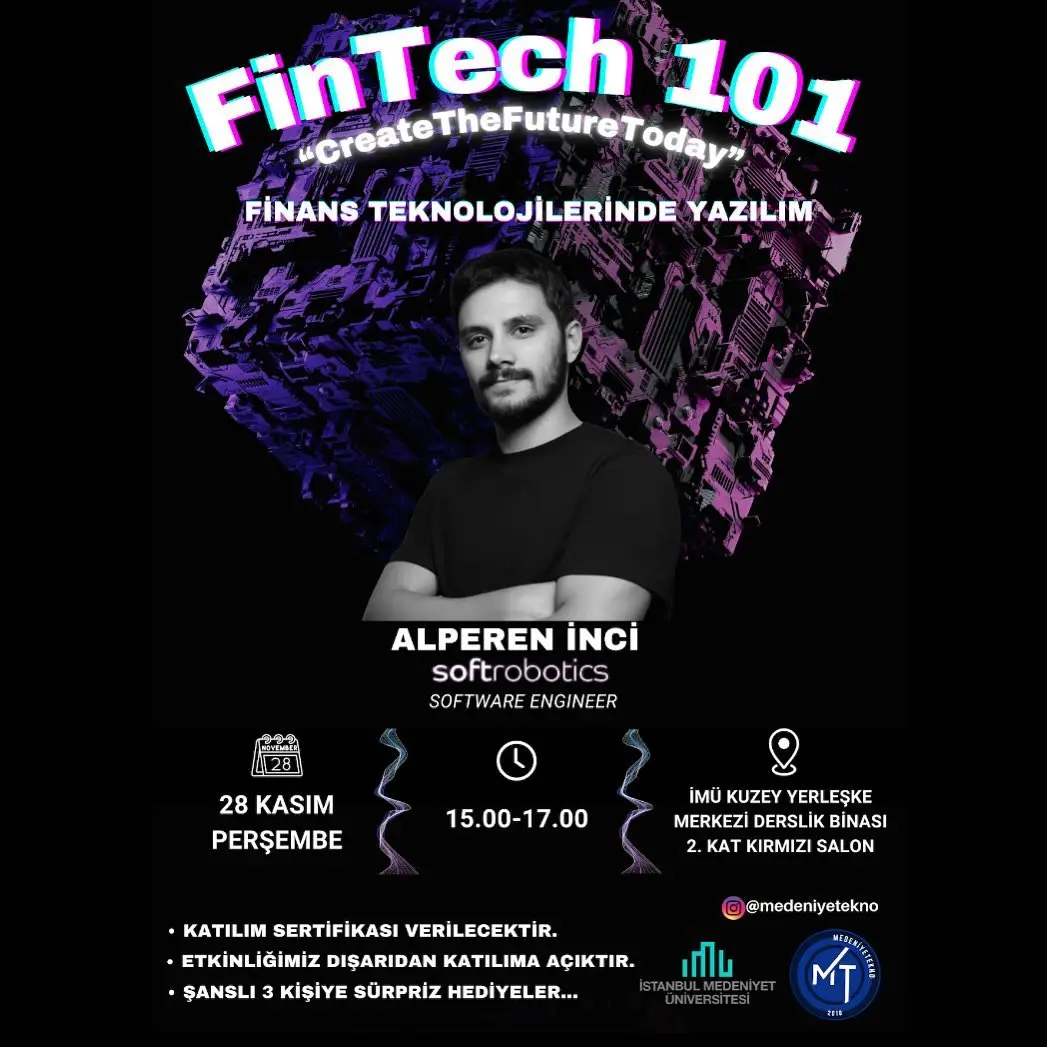 FinTech 101
“CreateTheFutureToday”
FİNANS TEKNOLOJİLERİNDE YAZILIM
ALPEREN İNCİ
softrobotics
SOFTWARE ENGINEER
NOVEMBER
28
28 KASIM
PERŞEMBE
15.00-17.00
İMÜ KUZEY YERLEŞKE
MERKEZİ DERSLİK BİNASI
2. KAT KIRMIZI SALON
@medeniyetekno
• KATILIM SERTİFİKASI VERİLECEKTİR.
• ETKİNLİĞİMİZ DIŞARIDAN KATILIMA AÇIKTIR.
• ŞANSLI 3 KİŞİYE SÜRPRİZ HEDİYELER...
İSTANBUL MEDENİYET
ÜNİVERSİTESİ
MEDENİYETEKNO
MT
2018